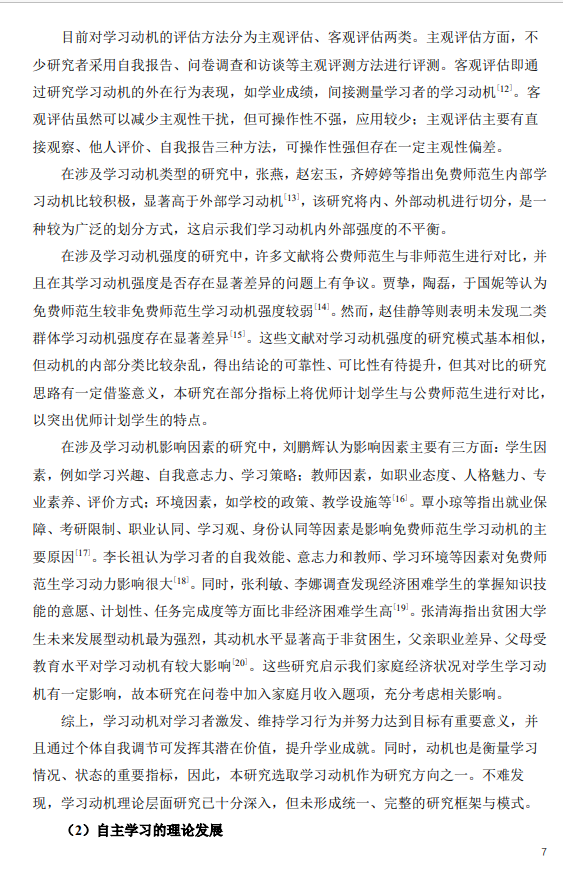 目前对学习动机的评估方法分为主观评估、客观评估两类。主观评估方面，不
少研究者采用自我报告、问卷调查和访谈等主观评测方法进行评测。客观评估即通
过研究学习动机的外在行为表现，如学业成绩，间接测量学习者的学习动机[12]。客
观评估虽然可以减少主观性干扰，但可操作性不强，应用较少；主观评估主要有直
接观察、他人评价、自我报告三种方法，可操作性强但存在一定主观性偏差。
在涉及学习动机类型的研究中，张燕，赵宏玉，齐婷婷等指出免费师范生内部学
习动机比较积极，显著高于外部学习动机[13]，该研究将内、外部动机进行切分，是一
种较为广泛的划分方式，这启示我们学习动机内外部强度的不平衡。
在涉及学习动机强度的研究中，许多文献将公费师范生与非师范生进行对比，并
且在其学习动机强度是否存在显著差异的问题上有争议。贾挚，陶磊，于国妮等认为
免费师范生较非免费师范生学习动机强度较弱[14]。然而，赵佳静等则表明未发现二类
群体学习动机强度存在显著差异[15]。这些文献对学习动机强度的研究模式基本相似，
但动机的内部分类比较杂乱，得出结论的可靠性、可比性有待提升，但其对比的研究
思路有一定借鉴意义，本研究在部分指标上将优师计划学生与公费师范生进行对比，
以突出优师计划学生的特点。
在涉及学习动机影响因素的研究中，刘鹏辉认为影响因素主要有三方面：学生因
素，例如学习兴趣、自我意志力、学习策略；教师因素，如职业态度、人格魅力、专
业素养、评价方式；环境因素，如学校的政策、教学设施等[16]。覃小琼等指出就业保
障、考研限制、职业认同、学习观、身份认同等因素是影响免费师范生学习动机的主
要原因[17]。李长祖认为学习者的自我效能、意志力和教师、学习环境等因素对免费师
范生学习动力影响很大[18]。同时，张利敏、李娜调查发现经济困难学生的掌握知识技
能的意愿、计划性、任务完成度等方面比非经济困难学生高[19]。张清海指出贫困大学
生未来发展型动机最为强烈，其动机水平显著高于非贫困生，父亲职业差异、父母受
教育水平对学习动机有较大影响[20]。这些研究启示我们家庭经济状况对学生学习动
机有一定影响，故本研究在问卷中加入家庭月收入题项，充分考虑相关影响。
综上，学习动机对学习者激发、维持学习行为并努力达到目标有重要意义，并
且通过个体自我调节可发挥其潜在价值，提升学业成就。同时，动机也是衡量学习
情况、状态的重要指标，因此，本研究选取学习动机作为研究方向之一。不难发
现，学习动机理论层面研究已十分深入，但未形成统一、完整的研究框架与模式。
（2）自主学习的理论发展
7